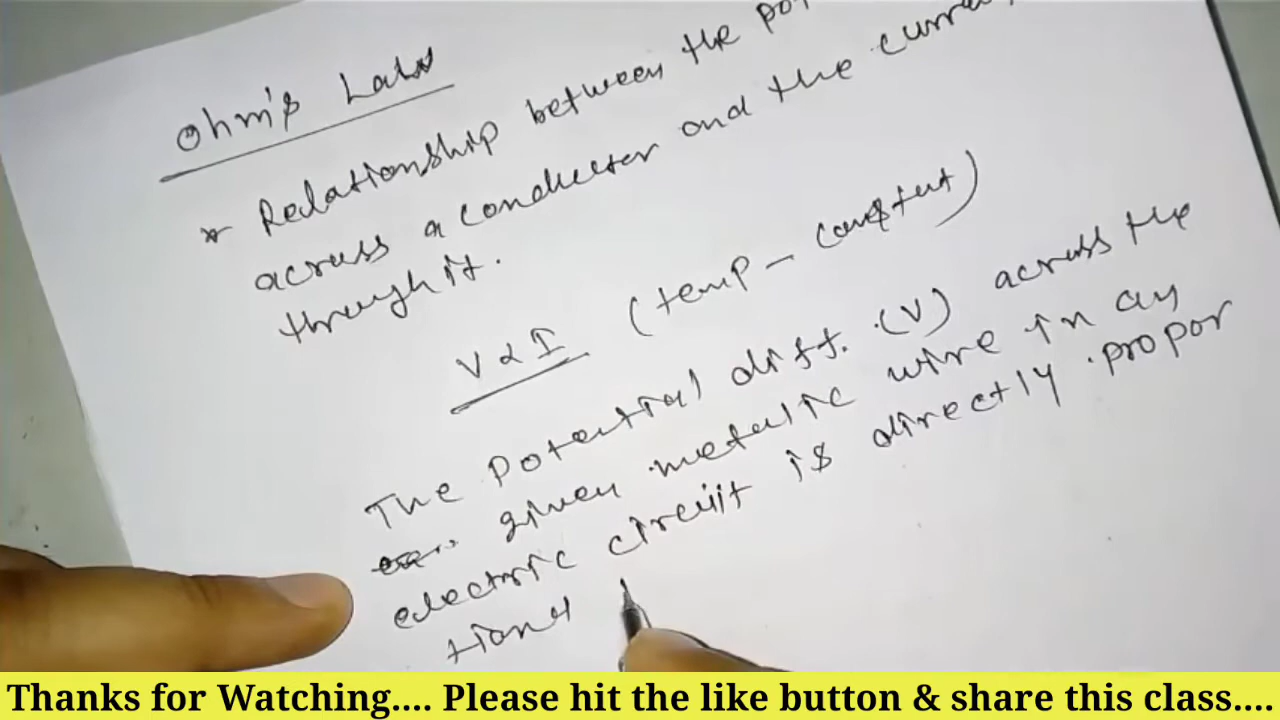 Ohm's Law
* Relationship between the po
across a conductor and the curre
through it.
V α I (temp - constant)
The Potential diff. (V) across the
given metalic wire in ay
electric circuit is directly propor
tional
Thanks for Watching.... Please hit the like button & share this class....